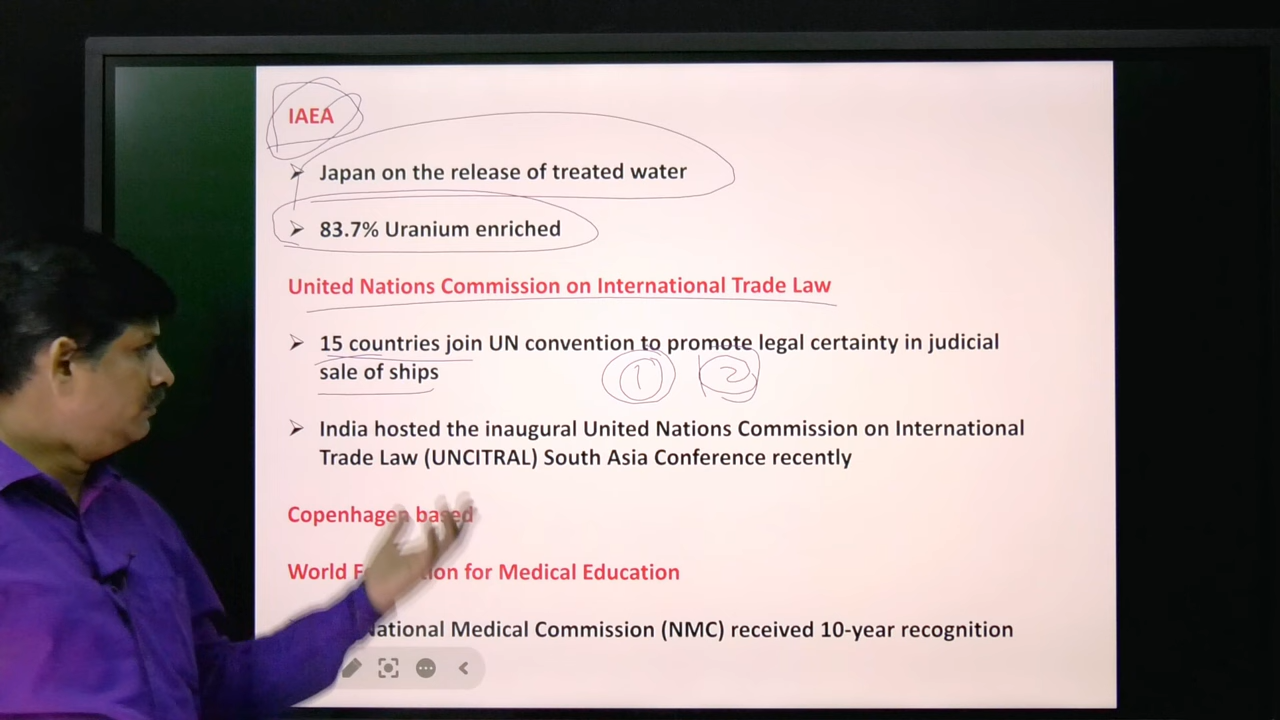 IAEA
Japan on the release of treated water
83.7% Uranium enriched
United Nations Commission on International Trade Law
15 countries join UN convention to promote legal certainty in judicial
sale of ships
1 2
India hosted the inaugural United Nations Commission on International
Trade Law (UNCITRAL) South Asia Conference recently
Copenhagen based
World for Medical Education
National Medical Commission (NMC) received 10-year recognition